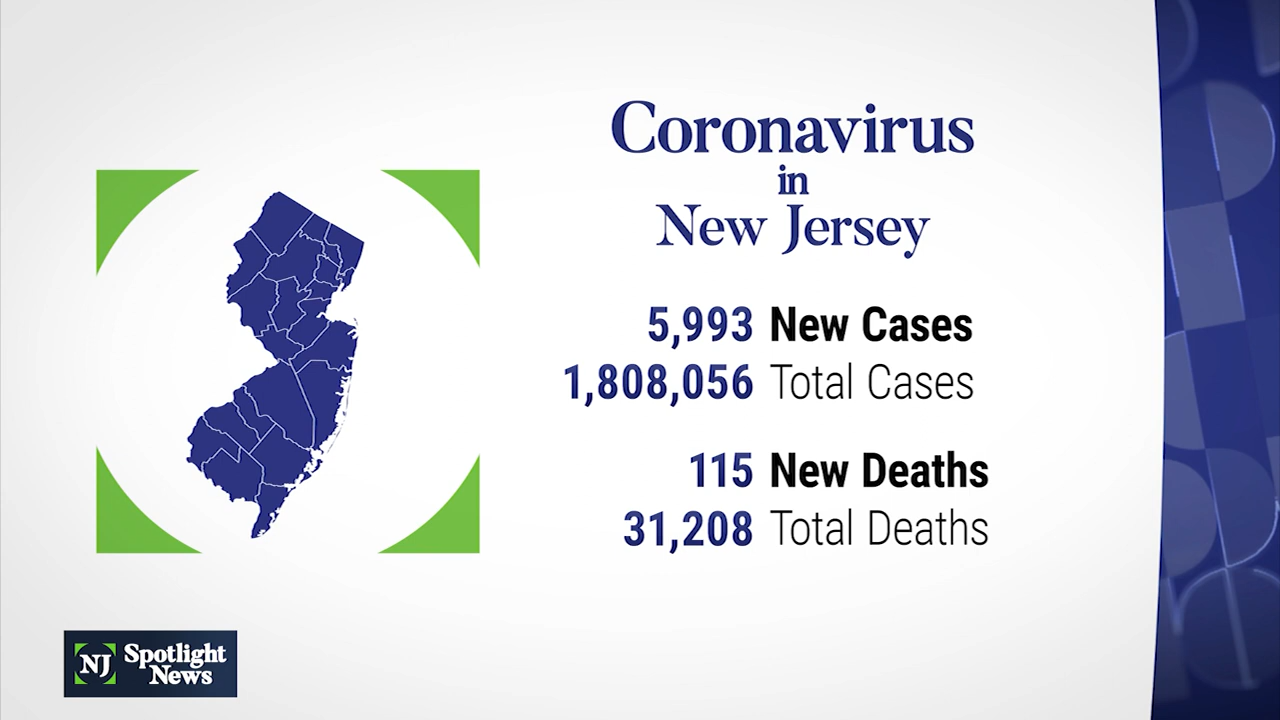 Coronavirus
in
New Jersey
5,993 New Cases
1,808,056 Total Cases
115 New Deaths
31,208 Total Deaths
NJ Spotlight
News